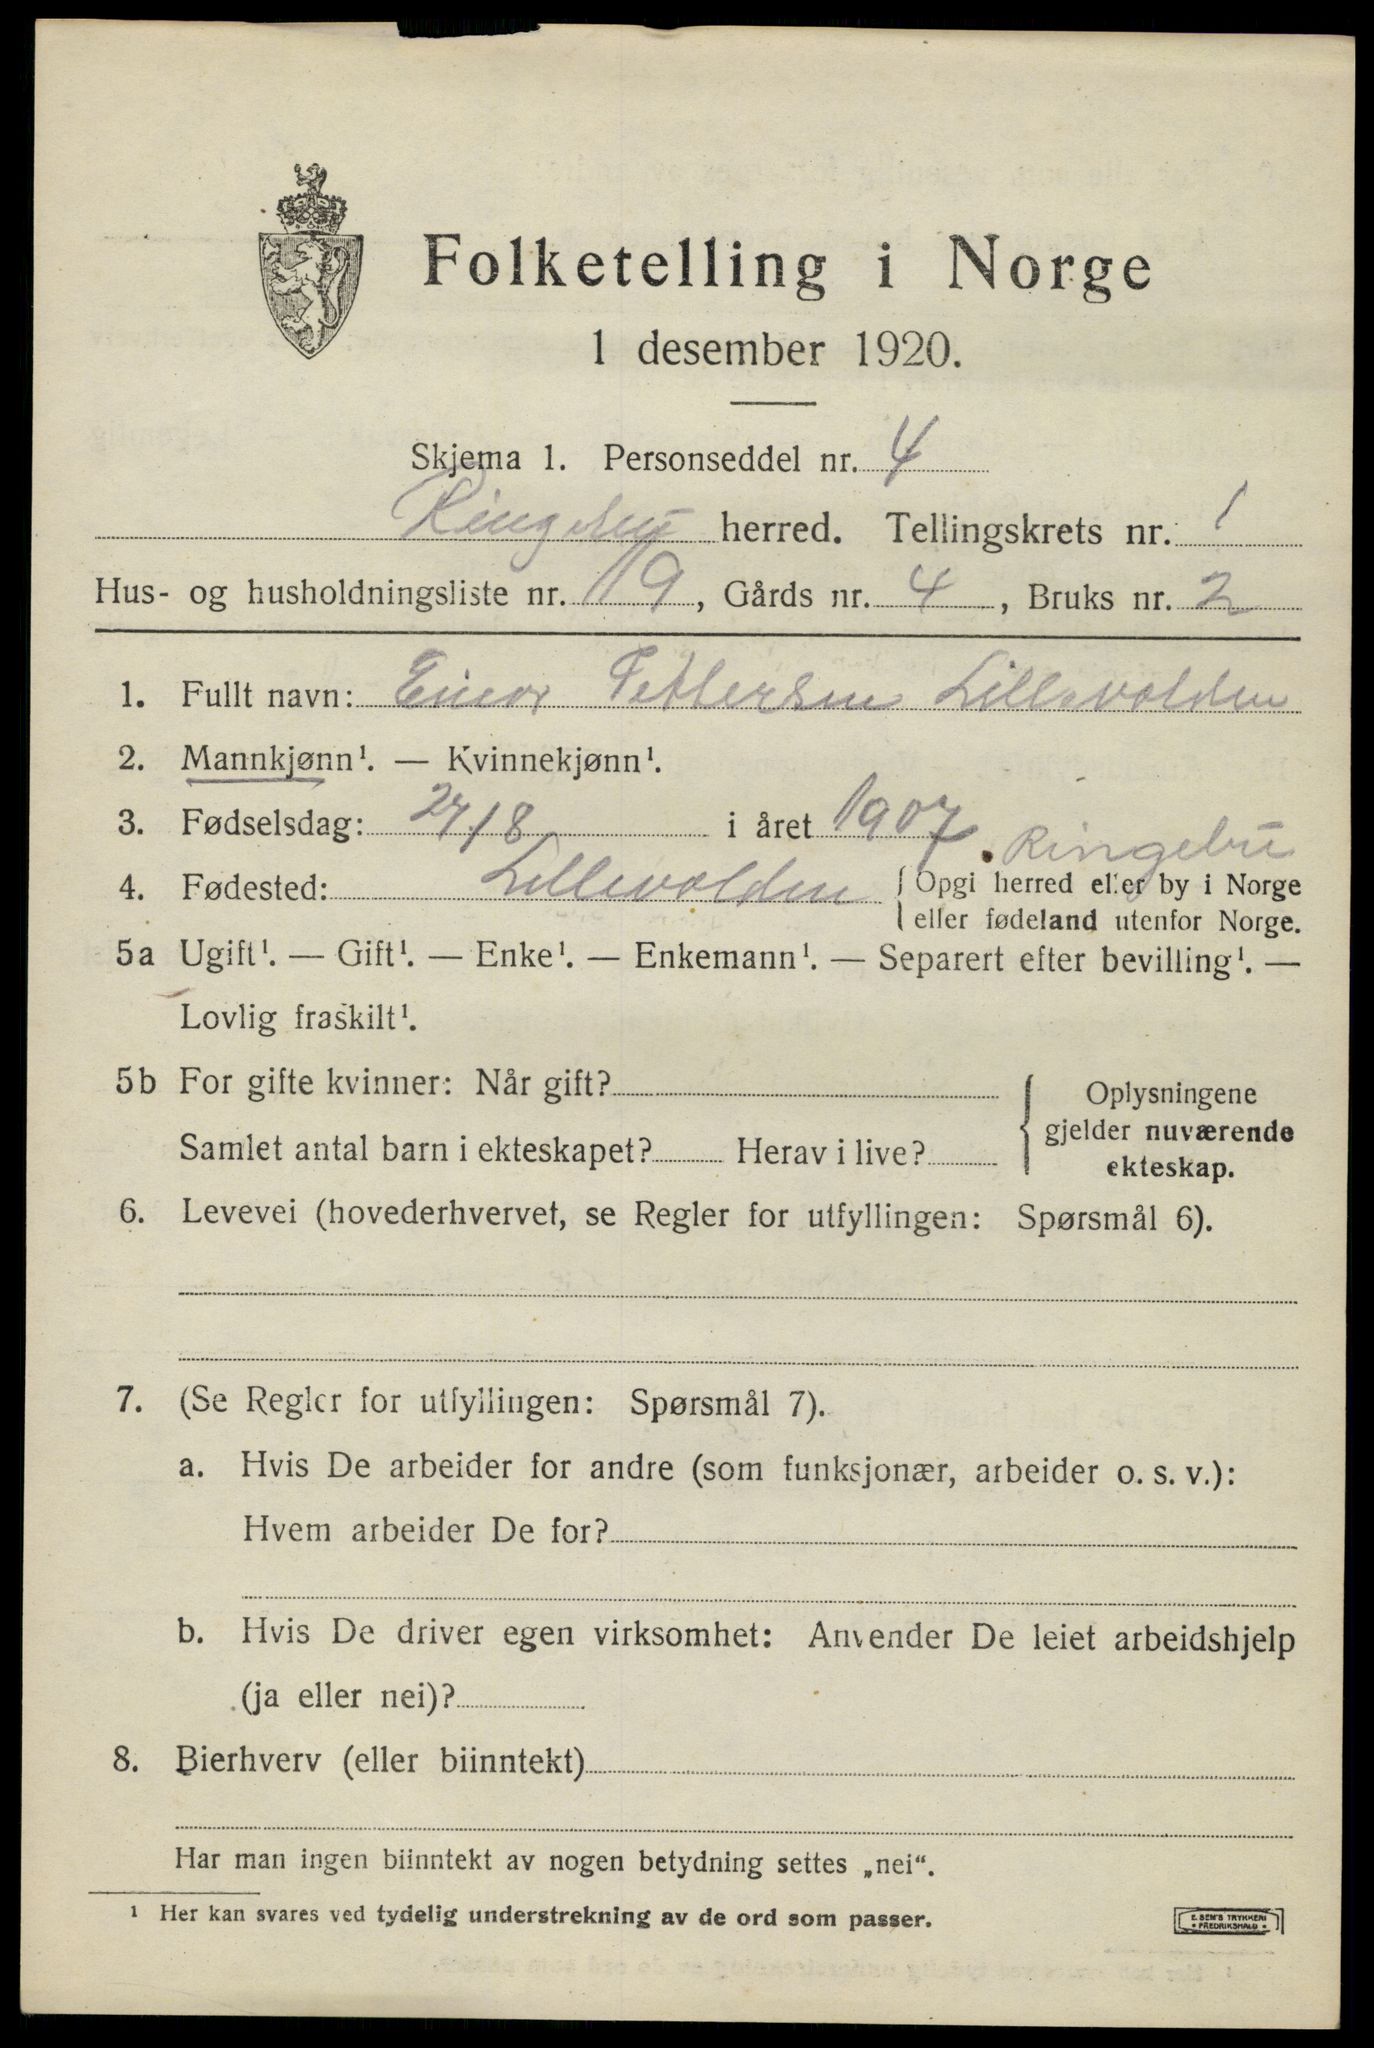 Folketelling i Norge
1 desember 1920.
Skjema 1. Personseddel nr. 4
Ringebu herred. Tellingskrets nr. 1
Hus- og husholdningsliste nr. 19, Gårds nr. 4, Bruks nr. 2
1. Fullt navn: Einar Pettersen Lillevolden
2. Mannkjønn¹. — Kvinnekjønn¹.
3. Fødselsdag: 27/8 i året 1907
Ringebu
4. Fødested: Lillevolden { Opgi herred eller by i Norge
eller fødeland utenfor Norge.
5a Ugift¹. — Gift¹. — Enke¹. — Enkemann¹. — Separert efter bevilling¹. —
Lovlig fraskilt¹.
5b For gifte kvinner: Når gift?
Samlet antal barn i ekteskapet? Herav i live?
Oplysningene
gjelder nuværende
ekteskap.
6. Levevei (hovederhvervet, se Regler for utfyllingen: Spørsmål 6).
7. (Se Regler for utfyllingen: Spørsmål 7).
a. Hvis De arbeider for andre (som funksjonær, arbeider o. s. v.):
Hvem arbeider De for?
b. Hvis De driver egen virksomhet: Anvender De leiet arbeidshjelp
(ja eller nei)?
8. Bierhverv (eller biinntekt)
Har man ingen biinntekt av nogen betydning settes „nei“.
¹ Her kan svares ved tydelig understrekning av de ord som passer.
E. SEM'S TRYKKERI
• FREDRIKSHALD •